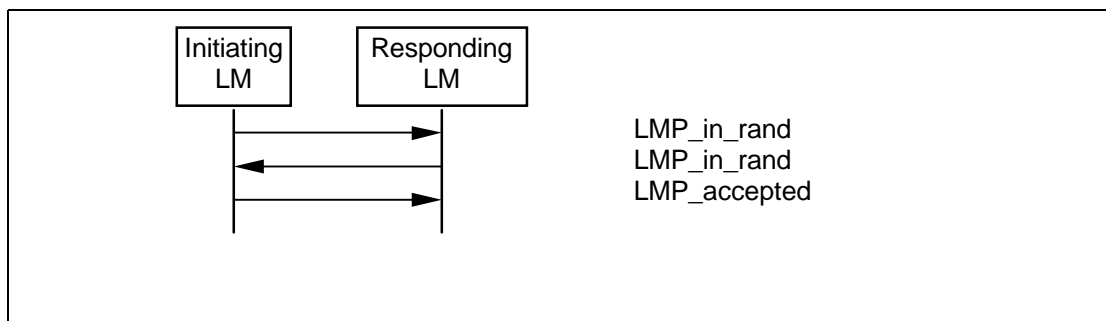 Initiating
LM
Responding
LM
LMP_in_rand
LMP_in_rand
LMP_accepted